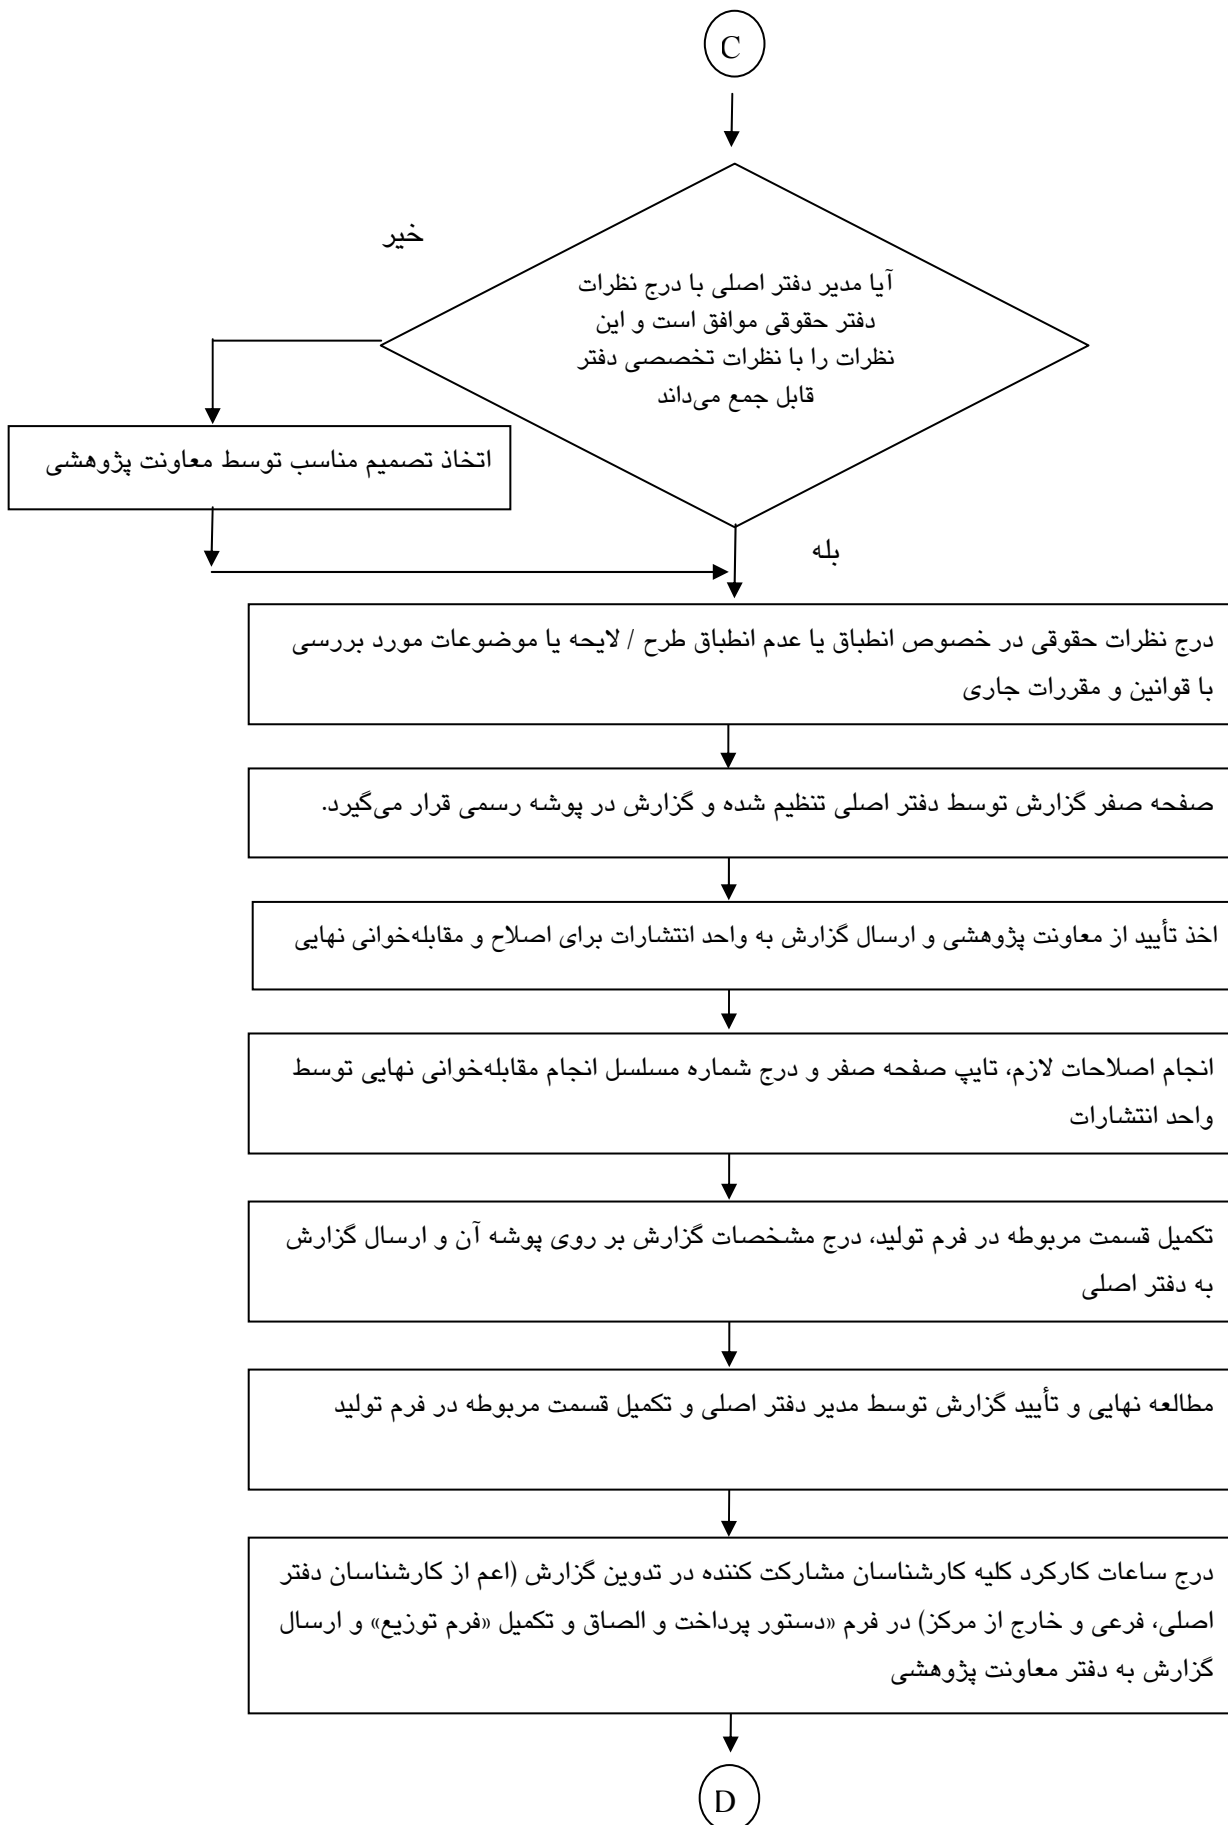 C
خیر
آیا مدیر دفتر اصلی با درج نظرات
دفتر حقوقی موافق است و این
نظرات را با نظرات تخصصی دفتر
قابل جمع می‌داند
اتخاذ تصمیم مناسب توسط معاونت پژوهشی
بله
درج نظرات حقوقی در خصوص انطباق یا عدم انطباق طرح / لایحه یا موضوعات مورد بررسی
با قوانین و مقررات جاری
صفحه صفر گزارش توسط دفتر اصلی تنظیم شده و گزارش در پوشه رسمی قرار می‌گیرد.
اخذ تأیید از معاونت پژوهشی و ارسال گزارش به واحد انتشارات برای اصلاح و مقابله‌خوانی نهایی
انجام اصلاحات لازم، تایپ صفحه صفر و درج شماره مسلسل انجام مقابله‌خوانی نهایی توسط
واحد انتشارات
تکمیل قسمت مربوطه در فرم تولید، درج مشخصات گزارش بر روی پوشه آن و ارسال گزارش
به دفتر اصلی
مطالعه نهایی و تأیید گزارش توسط مدیر دفتر اصلی و تکمیل قسمت مربوطه در فرم تولید
درج ساعات کارکرد کلیه کارشناسان مشارکت کننده در تدوین گزارش (اعم از کارشناسان دفتر
اصلی، فرعی و خارج از مرکز) در فرم «دستور پرداخت و الصاق و تکمیل «فرم توزیع» و ارسال
گزارش به دفتر معاونت پژوهشی
D